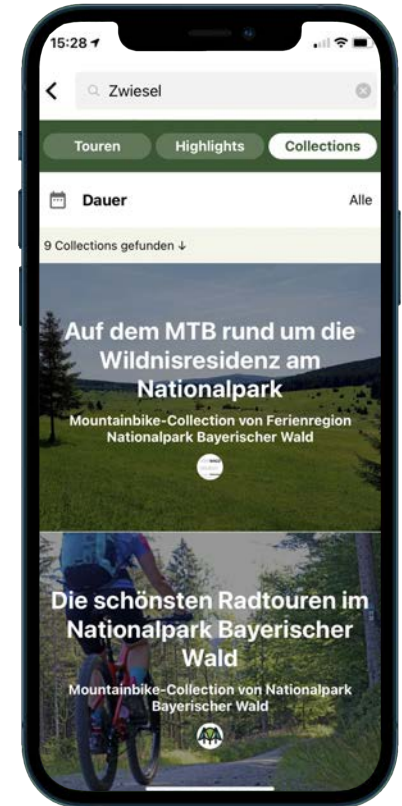 15:28
Zwiesel
Touren Highlights Collections
Dauer Alle
9 Collections gefunden ↓
Auf dem MTB rund um die
Wildnisresidenz am
Nationalpark
Mountainbike-Collection von Ferienregion
Nationalpark Bayerischer Wald
Die schönsten Radtouren im
Nationalpark Bayerischer
Wald
Mountainbike-Collection von Nationalpark
Bayerischer Wald